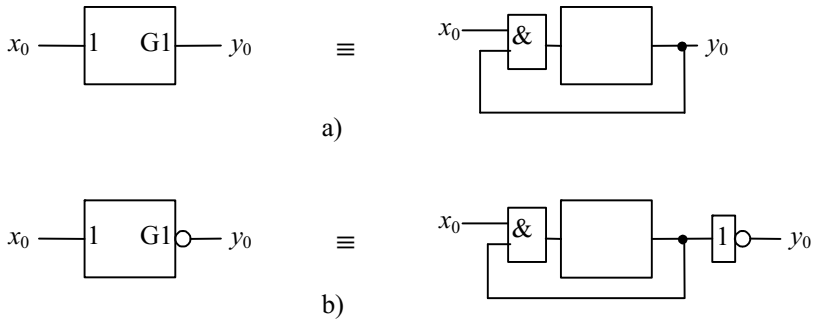 x₀ 1 G1 y₀ ≡ x₀ & y₀
a)
x₀ 1 G1 y₀ ≡ x₀ & 1 y₀
b)